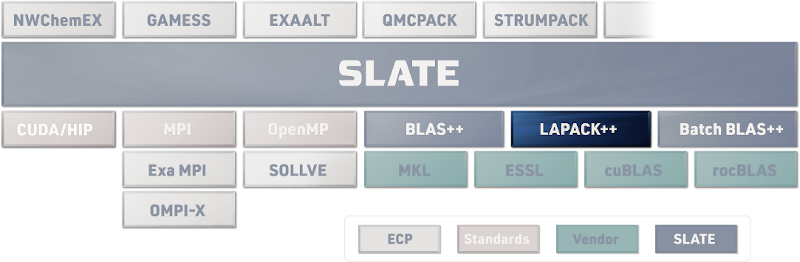 NWChemEX GAMESS EXAALT QMCPACK STRUMPACK
SLATE
CUDA/HIP MPI OpenMP BLAS++ LAPACK++ Batch BLAS++
Exa MPI SOLLVE MKL ESSL cuBLAS rocBLAS
OMPI-X
ECP Standards Vendor SLATE